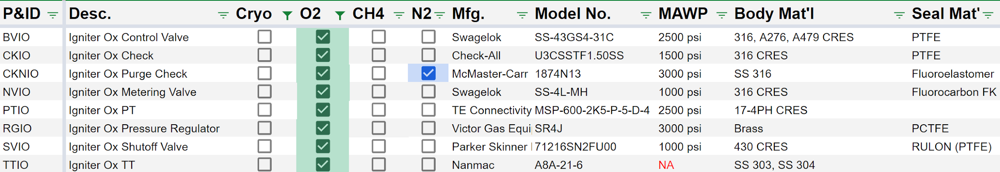 P&ID Desc. Cryo O2 CH4 N2 Mfg. Model No. MAWP Body Mat'l Seal Mat'
BVIO Igniter Ox Control Valve Swagelok SS-43GS4-31C 2500 psi 316, A276, A479 CRES PTFE
CKIO Igniter Ox Check Check-All U3CSSTF1.50SS 1500 psi 316 CRES PTFE
CKNIO Igniter Ox Purge Check McMaster-Carr 1874N13 3000 psi SS 316 Fluoroelastomer
NVIO Igniter Ox Metering Valve Swagelok SS-4L-MH 1000 psi 316 CRES Fluorocarbon FK
PTIO Igniter Ox PT TE Connectivity MSP-600-2K5-P-5-D-4 2500 psi 17-4PH CRES
RGIO Igniter Ox Pressure Regulator Victor Gas Equi SR4J 3000 psi Brass PCTFE
SVIO Igniter Ox Shutoff Valve Parker Skinner 71216SN2FU00 1000 psi 430 CRES RULON (PTFE)
TTIO Igniter Ox TT Nanmac A8A-21-6 NA SS 303, SS 304